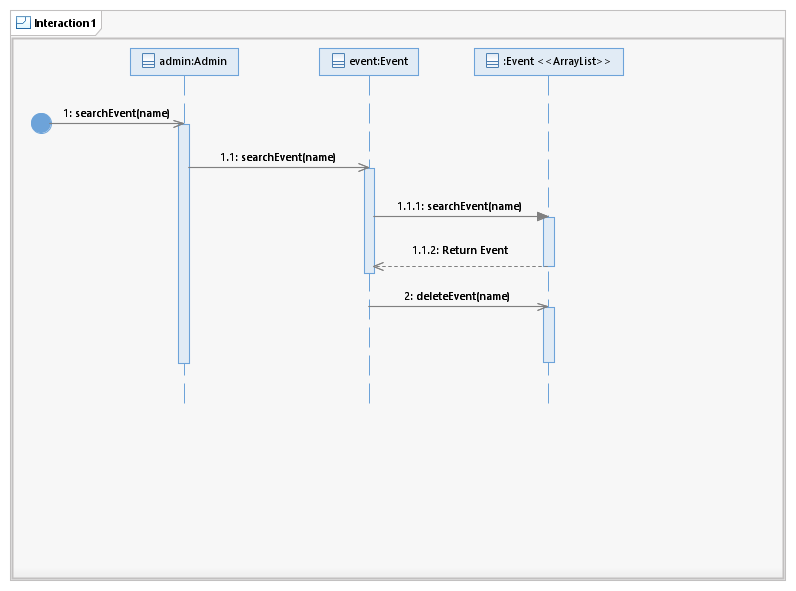 Interaction1
admin:Admin
event:Event
:Event <<ArrayList>>
1: searchEvent(name)
1.1: searchEvent(name)
1.1.1: searchEvent(name)
1.1.2: Return Event
2: deleteEvent(name)